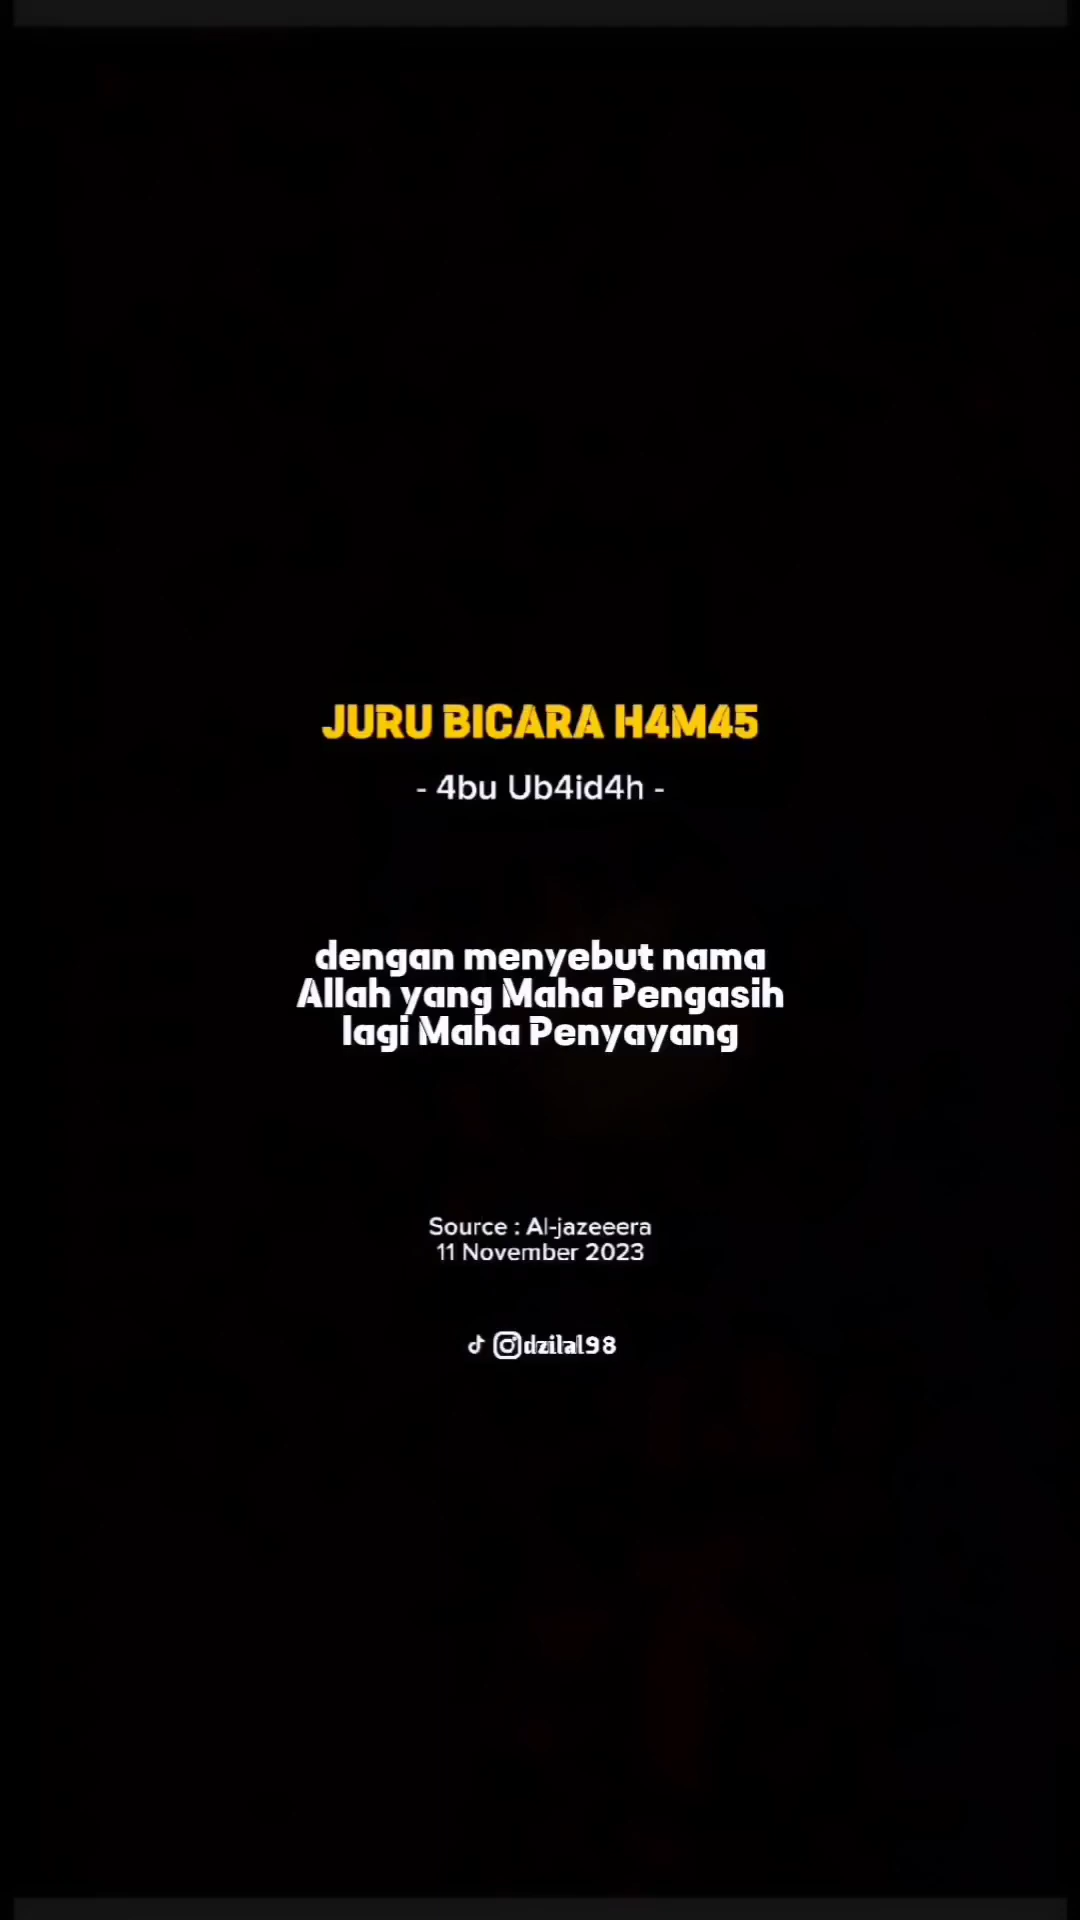 JURU BICARA H4M45
- 4bu Ub4id4h -
dengan menyebut nama
Allah yang Maha Pengasih
lagi Maha Penyayang
Source : Al-jazeeera
11 November 2023
dzilal98